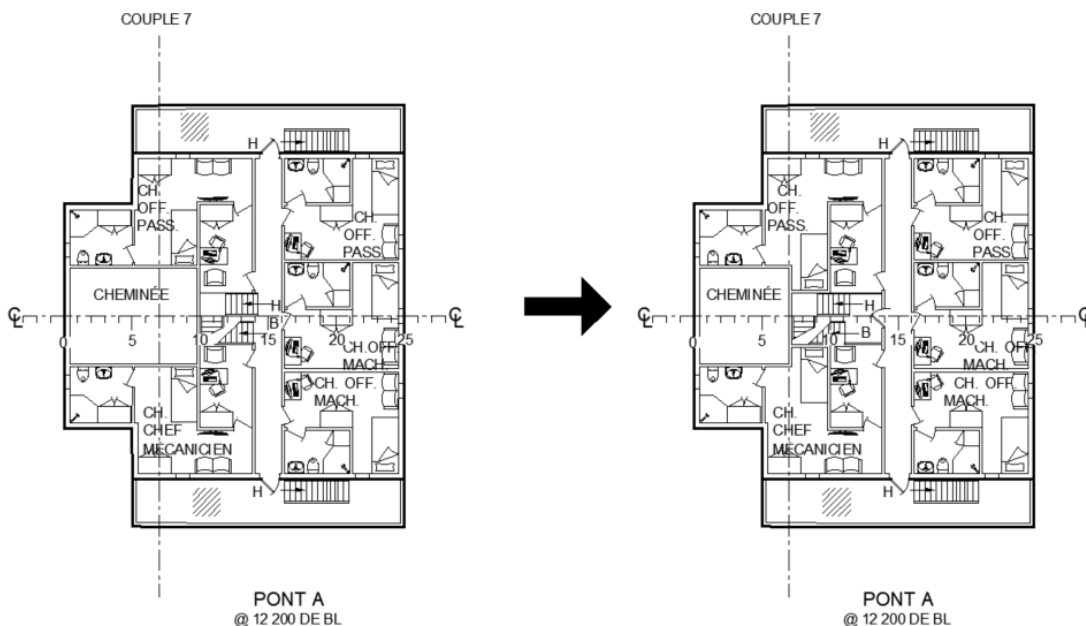 COUPLE 7
H
CH.
OFF.
PASS.
CH.
OFF.
PASS.
CHEMINÉE
H
B
℄
℄
0
5
10
15
20
25
CH.OFF.
MACH.
CH. OFF.
MACH.
CH.
CHEF
MECANICIEN
H
PONT A
@ 12 200 DE BL
COUPLE 7
H
CH.
OFF.
PASS.
CH.
OFF.
PASS.
CHEMINÉE
H
B
℄
℄
0
5
10
15
20
25
CH.OFF.
MACH.
CH. OFF.
MACH.
CH.
CHEF
MECANICIEN
H
PONT A
@ 12 200 DE BL